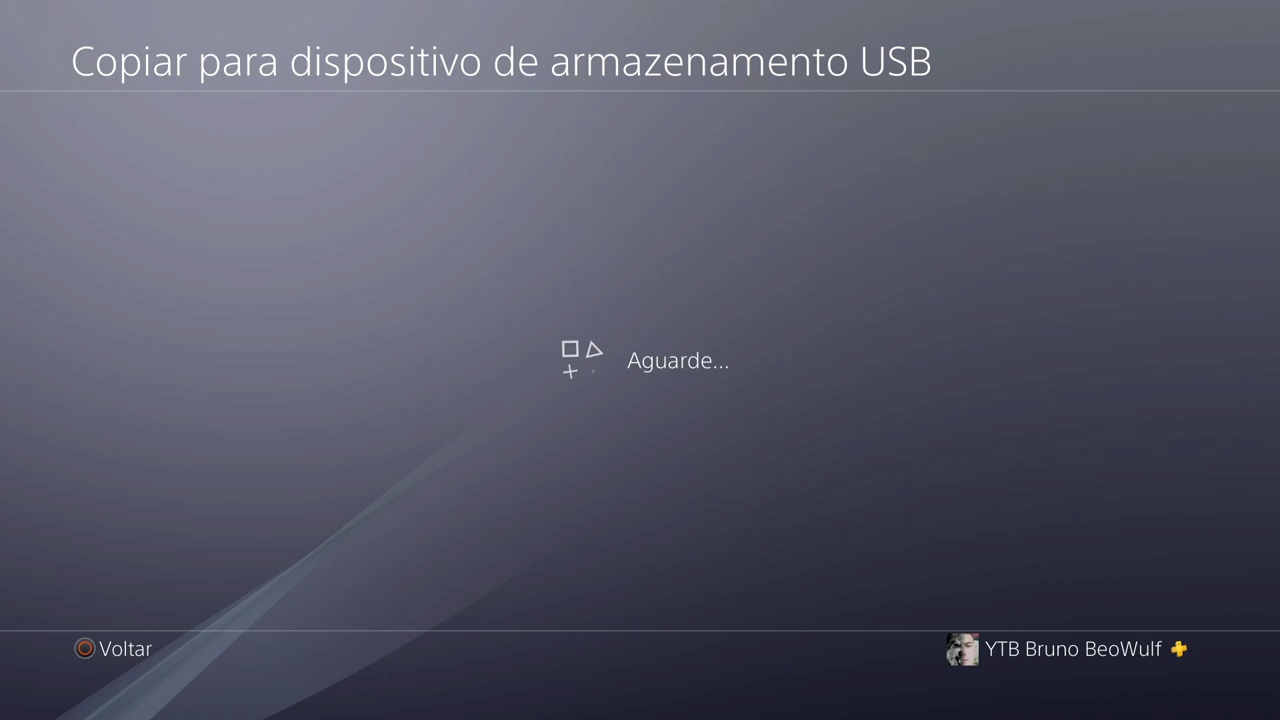 Copiar para dispositivo de armazenamento USB
Aguarde...
Voltar
YTB Bruno BeoWulf